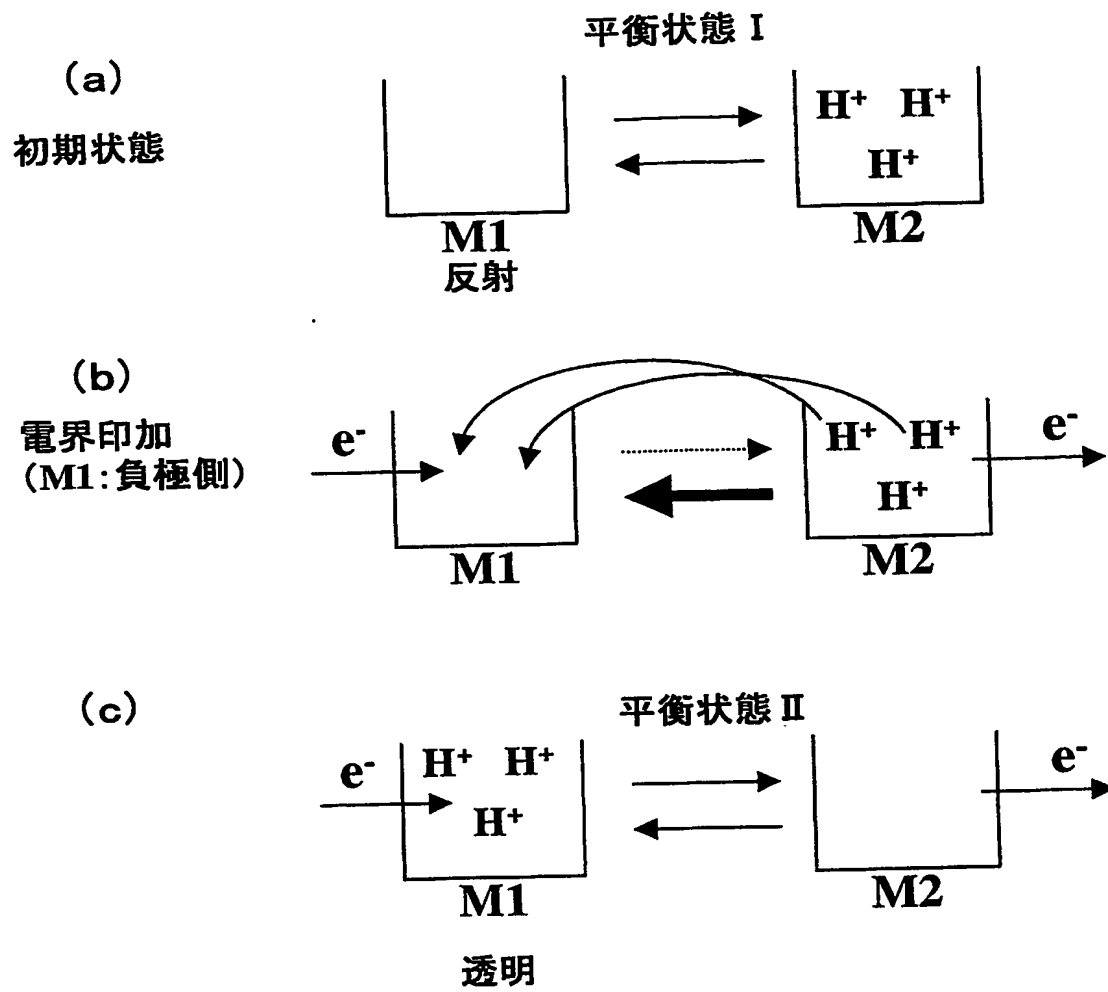 平衡状態 I
(a)
初期状態
H⁺ H⁺
H⁺
M1
M2
反射
(b)
電界印加
(M1:負極側)
e⁻
H⁺ H⁺
e⁻
H⁺
M1
M2
(c)
平衡状態 II
e⁻
H⁺ H⁺
e⁻
H⁺
M1
M2
透明